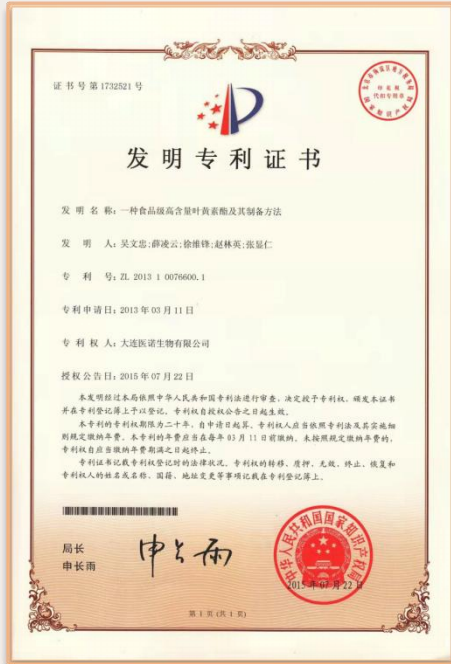 证书号第1732521号
印花税
代扣专用章
发明专利证书
发 明 名 称：一种食品级高含量叶黄素酯及其制备方法
发 明 人：吴文忠;薛凌云;徐维锋;赵林英;张显仁
专 利 号：ZL 2013 1 0076600.1
专利申请日：2013年03月11日
专 利 权 人：大连医诺生物有限公司
授权公告日：2015年07月22日
本发明经过本局依照中华人民共和国专利法进行审查，决定授予专利权，颁发本证书
并在专利登记簿上予以登记。专利权自授权公告之日起生效。
本专利的专利权期限为二十年，自申请日起算。专利权人应当依照专利法及其实施细
则规定缴纳年费。本专利的年费应当在每年03月11日前缴纳。未按照规定缴纳年费的，
专利权自应当缴纳年费期满之日起终止。
专利证书记载专利权登记时的法律状况。专利权的转移、质押、无效、终止、恢复和
专利权人的姓名或名称、国籍、地址变更等事项记载在专利登记簿上。
局长
申长雨
申长雨
中华人民共和国国家知识产权局
2015年07月22日
第 1 页 (共 1 页)